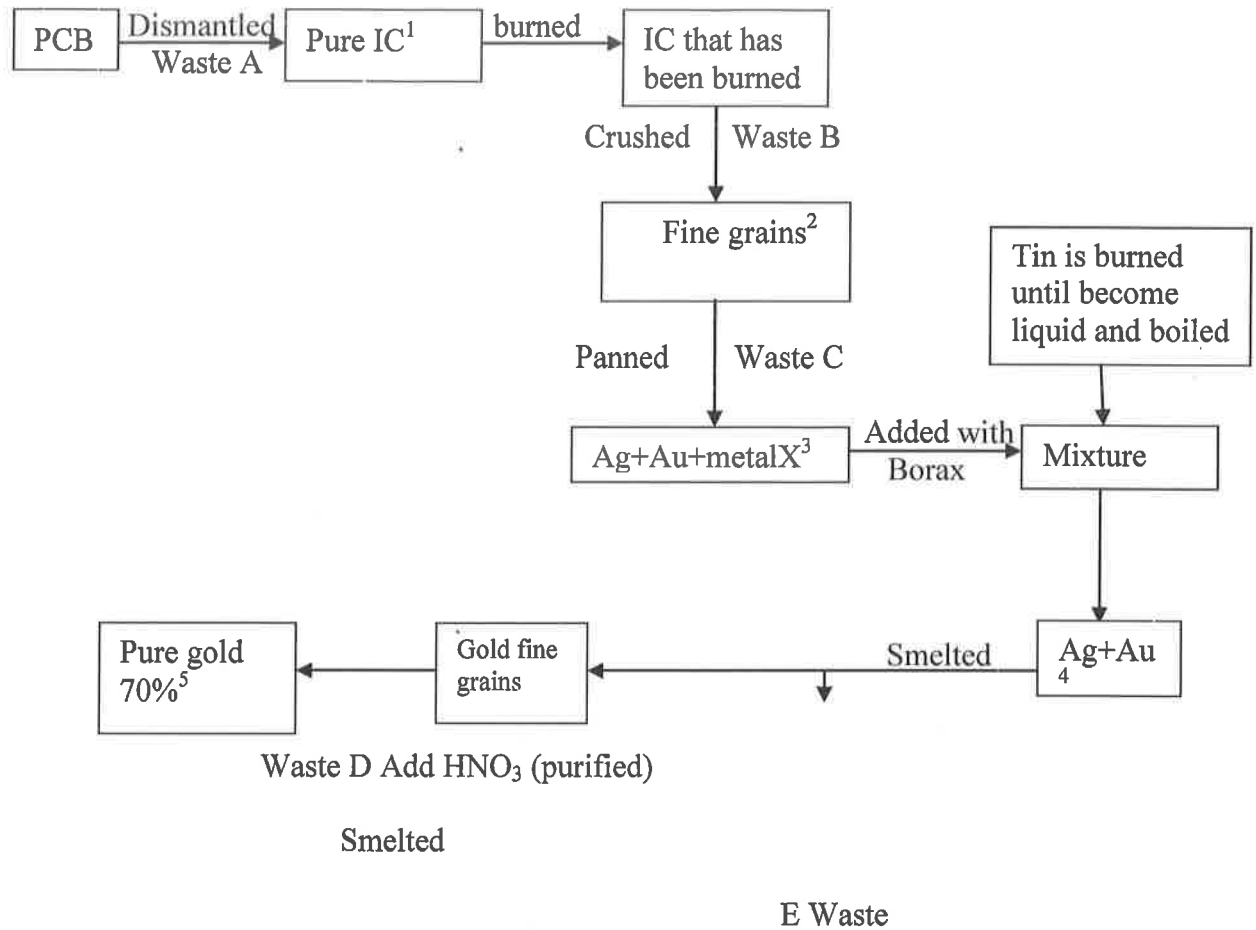 PCB
Dismantled
Waste A
Pure IC¹
burned
IC that has
been burned
Crushed
Waste B
Fine grains²
Tin is burned
until become
liquid and boiled
Panned
Waste C
Ag+Au+metalX³
Added with
Borax
Mixture
Ag+Au
4
Smelted
Gold fine
grains
Pure gold
70%⁵
Waste D Add HNO₃ (purified)
Smelted
E Waste